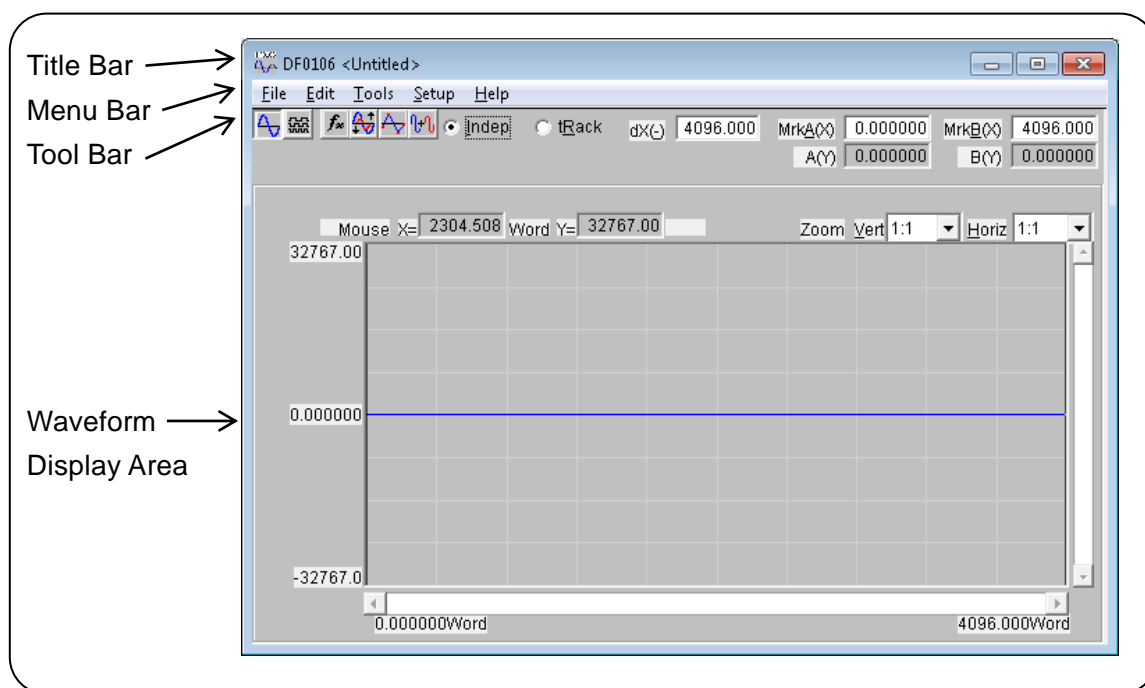 Title Bar
Menu Bar
Tool Bar
Waveform
Display Area
DF0106 <Untitled>
File Edit Tools Setup Help
fx Indep tRack dX(-) 4096.000 MrkA(X) 0.000000 MrkB(X) 4096.000
A(Y) 0.000000 B(Y) 0.000000
Mouse X= 2304.508 Word Y= 32767.00 Zoom Vert 1:1 Horiz 1:1
32767.00
0.000000
-32767.0
0.000000Word 4096.000Word